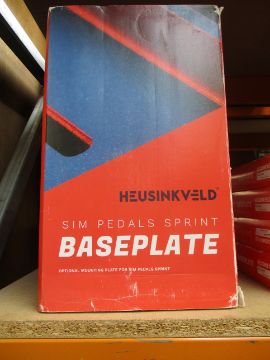 HEUSINKVELD
SIM PEDALS SPRINT
BASEPLATE
OPTIONAL MOUNTING PLATE FOR SIM PEDALS SPRINT